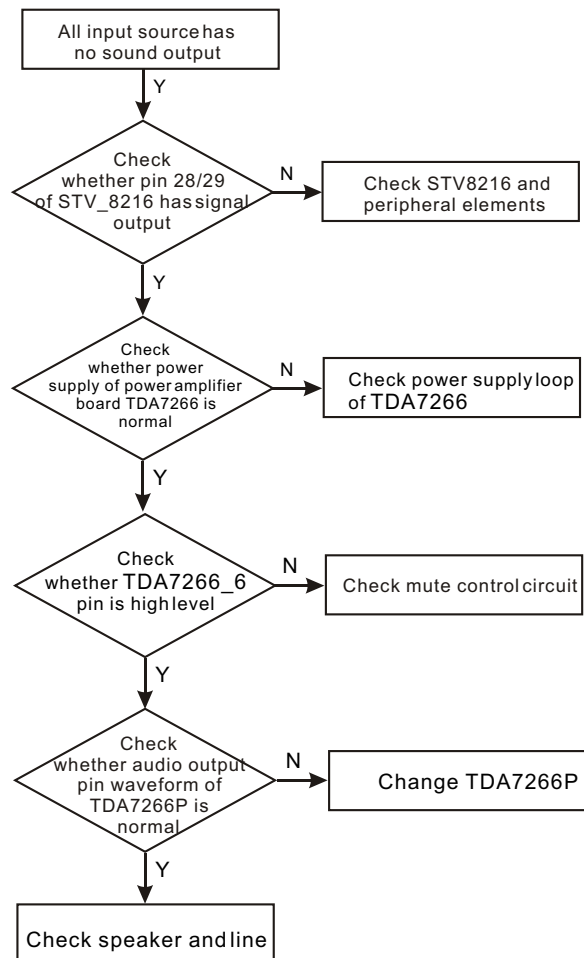 All input source has
no sound output
Y
Check
whether pin 28/29
of STV_8216 has signal
output
N
Check STV8216 and
peripheral elements
Y
Check
whether power
supply of power amplifier
board TDA7266 is
normal
N
Check power supply loop
of TDA7266
Y
Check
whether TDA7266_6
pin is high level
N
Check mute control circuit
Y
Check
whether audio output
pin waveform of
TDA7266P is
normal
N
Change TDA7266P
Y
Check speaker and line